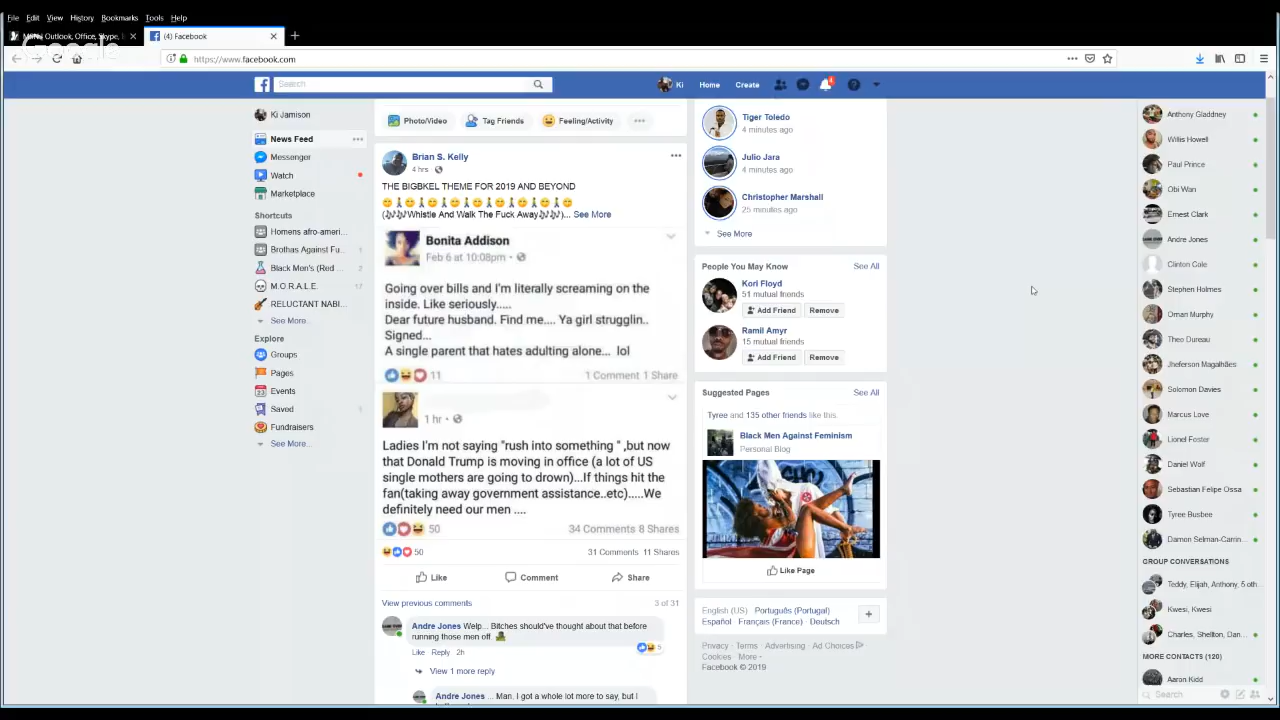 File Edit View History Bookmarks Tools Help
Outlook, Office, Skype,
(4) Facebook
Google
https://www.facebook.com
Search
Ki Home Create
Ki Jamison
News Feed
Messenger
Watch
Marketplace
Shortcuts
Homens afro-ameri...
Brothas Against Fu... 1
Black Men's (Red ... 2
M.O.R.A.L.E. 17
RELUCTANT NABI...
See More...
Explore
Groups
Pages
Events
Saved 1
Fundraisers
See More...
Photo/Video Tag Friends Feeling/Activity
Brian S. Kelly
4 hrs ·
THE BIGBKEL THEME FOR 2019 AND BEYOND
😋🚶😋🚶😋🚶😋🚶😋🚶😋🚶😋🚶😋
(🎶🎶Whistle And Walk The Fuck Away🎶🎶)... See More
Bonita Addison
Feb 6 at 10:08pm ·
Going over bills and I'm literally screaming on the
inside. Like seriously.....
Dear future husband. Find me.... Ya girl strugglin..
Signed...
A single parent that hates adulting alone... lol
11 1 Comment 1 Share
1 hr ·
Ladies I'm not saying "rush into something " ,but now
that Donald Trump is moving in office (a lot of US
single mothers are going to drown)...If things hit the
fan(taking away government assistance..etc).....We
definitely need our men ....
50 34 Comments 8 Shares
50 31 Comments 11 Shares
Like Comment Share
View previous comments 3 of 31
Andre Jones Welp... Bitches should've thought about that before
running those men off.
5
Like · Reply · 2h
View 1 more reply
Andre Jones ... Man, I got a whole lot more to say, but I
Tiger Toledo
4 minutes ago
Julio Jara
4 minutes ago
Christopher Marshall
25 minutes ago
See More
People You May Know See All
Kori Floyd
51 mutual friends
Add Friend Remove
Ramil Amyr
15 mutual friends
Add Friend Remove
Suggested Pages See All
Tyree and 135 other friends like this.
Black Men Against Feminism
Personal Blog
Like Page
English (US) · Português (Portugal) ·
Español · Français (France) · Deutsch
+
Privacy · Terms · Advertising · Ad Choices
Cookies · More
Facebook © 2019
Anthony Gladdney
Willis Howell
Paul Prince
Obi Wan
Ernest Clark
Andre Jones
Clinton Cole
Stephen Holmes
Oman Murphy
Theo Dureau
Jheferson Magalhães
Solomon Davies
Marcus Love
Lionel Foster
Daniel Wolf
Sebastian Felipe Ossa
Tyree Busbee
Damon Selman-Carrin...
GROUP CONVERSATIONS
Teddy, Elijah, Anthony, 5 oth...
Kwesi, Kwesi
Charles, Shellton, Dan...
MORE CONTACTS (120)
Aaron Kidd
Search